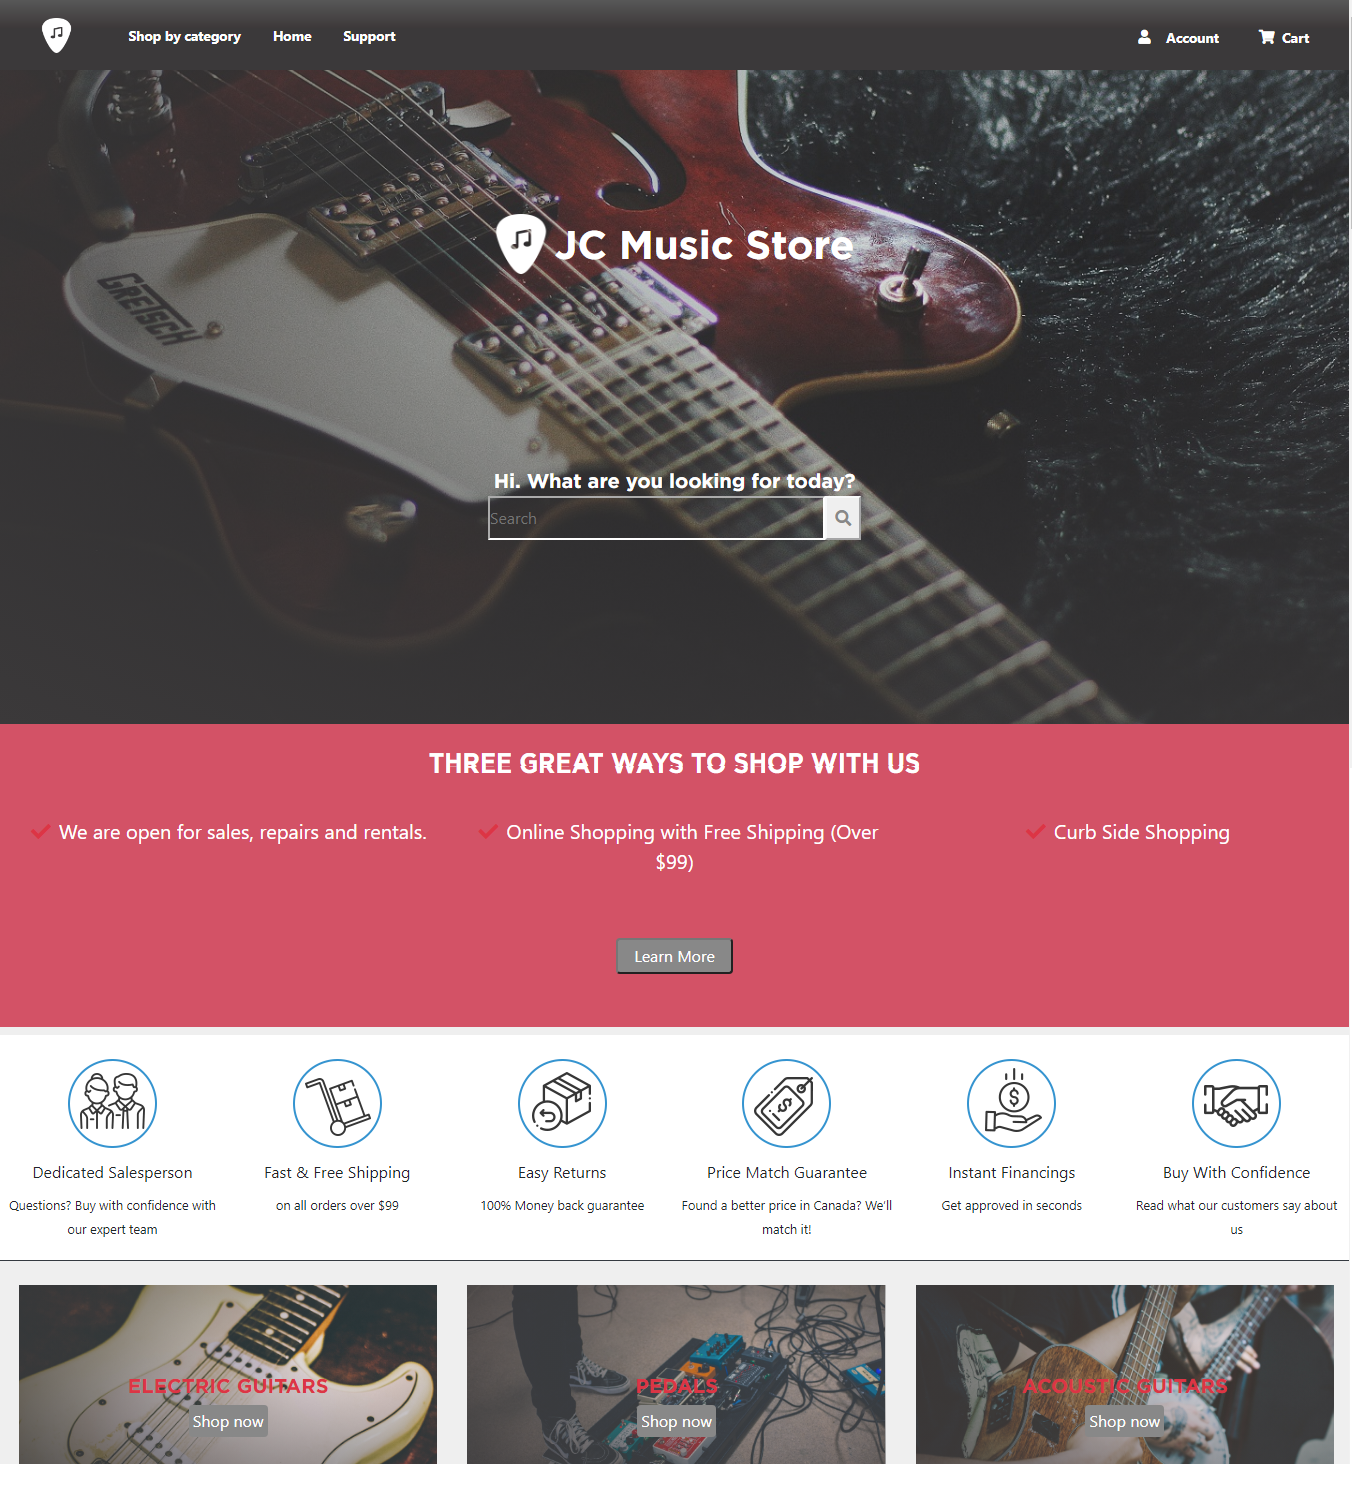 Shop by category Home Support Account Cart
JC Music Store
GRETSCH
Hi. What are you looking for today?
Search
THREE GREAT WAYS TO SHOP WITH US
We are open for sales, repairs and rentals.
Online Shopping with Free Shipping (Over
$99)
Curb Side Shopping
Learn More
Dedicated Salesperson
Questions? Buy with confidence with
our expert team
Fast & Free Shipping
on all orders over $99
Easy Returns
100% Money back guarantee
Price Match Guarantee
Found a better price in Canada? We'll
match it!
Instant Financings
Get approved in seconds
Buy With Confidence
Read what our customers say about
us
ELECTRIC GUITARS
Shop now
PEDALS
Shop now
ACOUSTIC GUITARS
Shop now